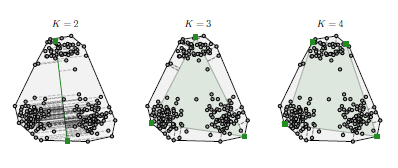 K = 2
K = 3
K = 4